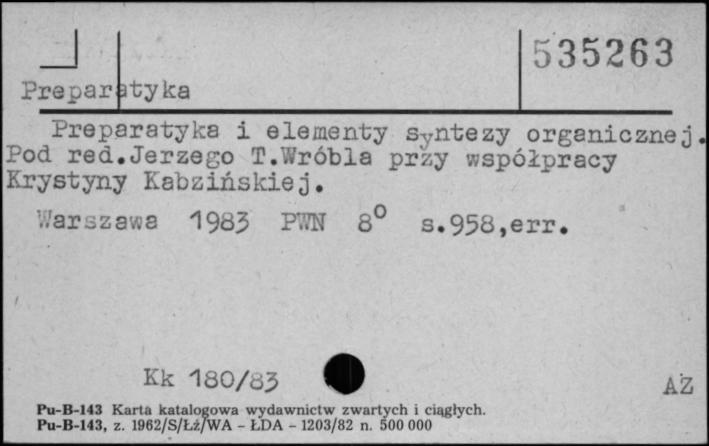 535263
Preparatyka
Preparatyka i elementy syntezy organicznej.
Pod red.Jerzego T.Wróbla przy współpracy
Krystyny Kabzińskiej.
Warszawa 1983 PWN 8° s.958,err.
Kk 180/83
AŻ
Pu-B-143 Karta katalogowa wydawnictw zwartych i ciągłych.
Pu-B-143, z. 1962/S/Łż/WA - ŁDA - 1203/82 n. 500 000